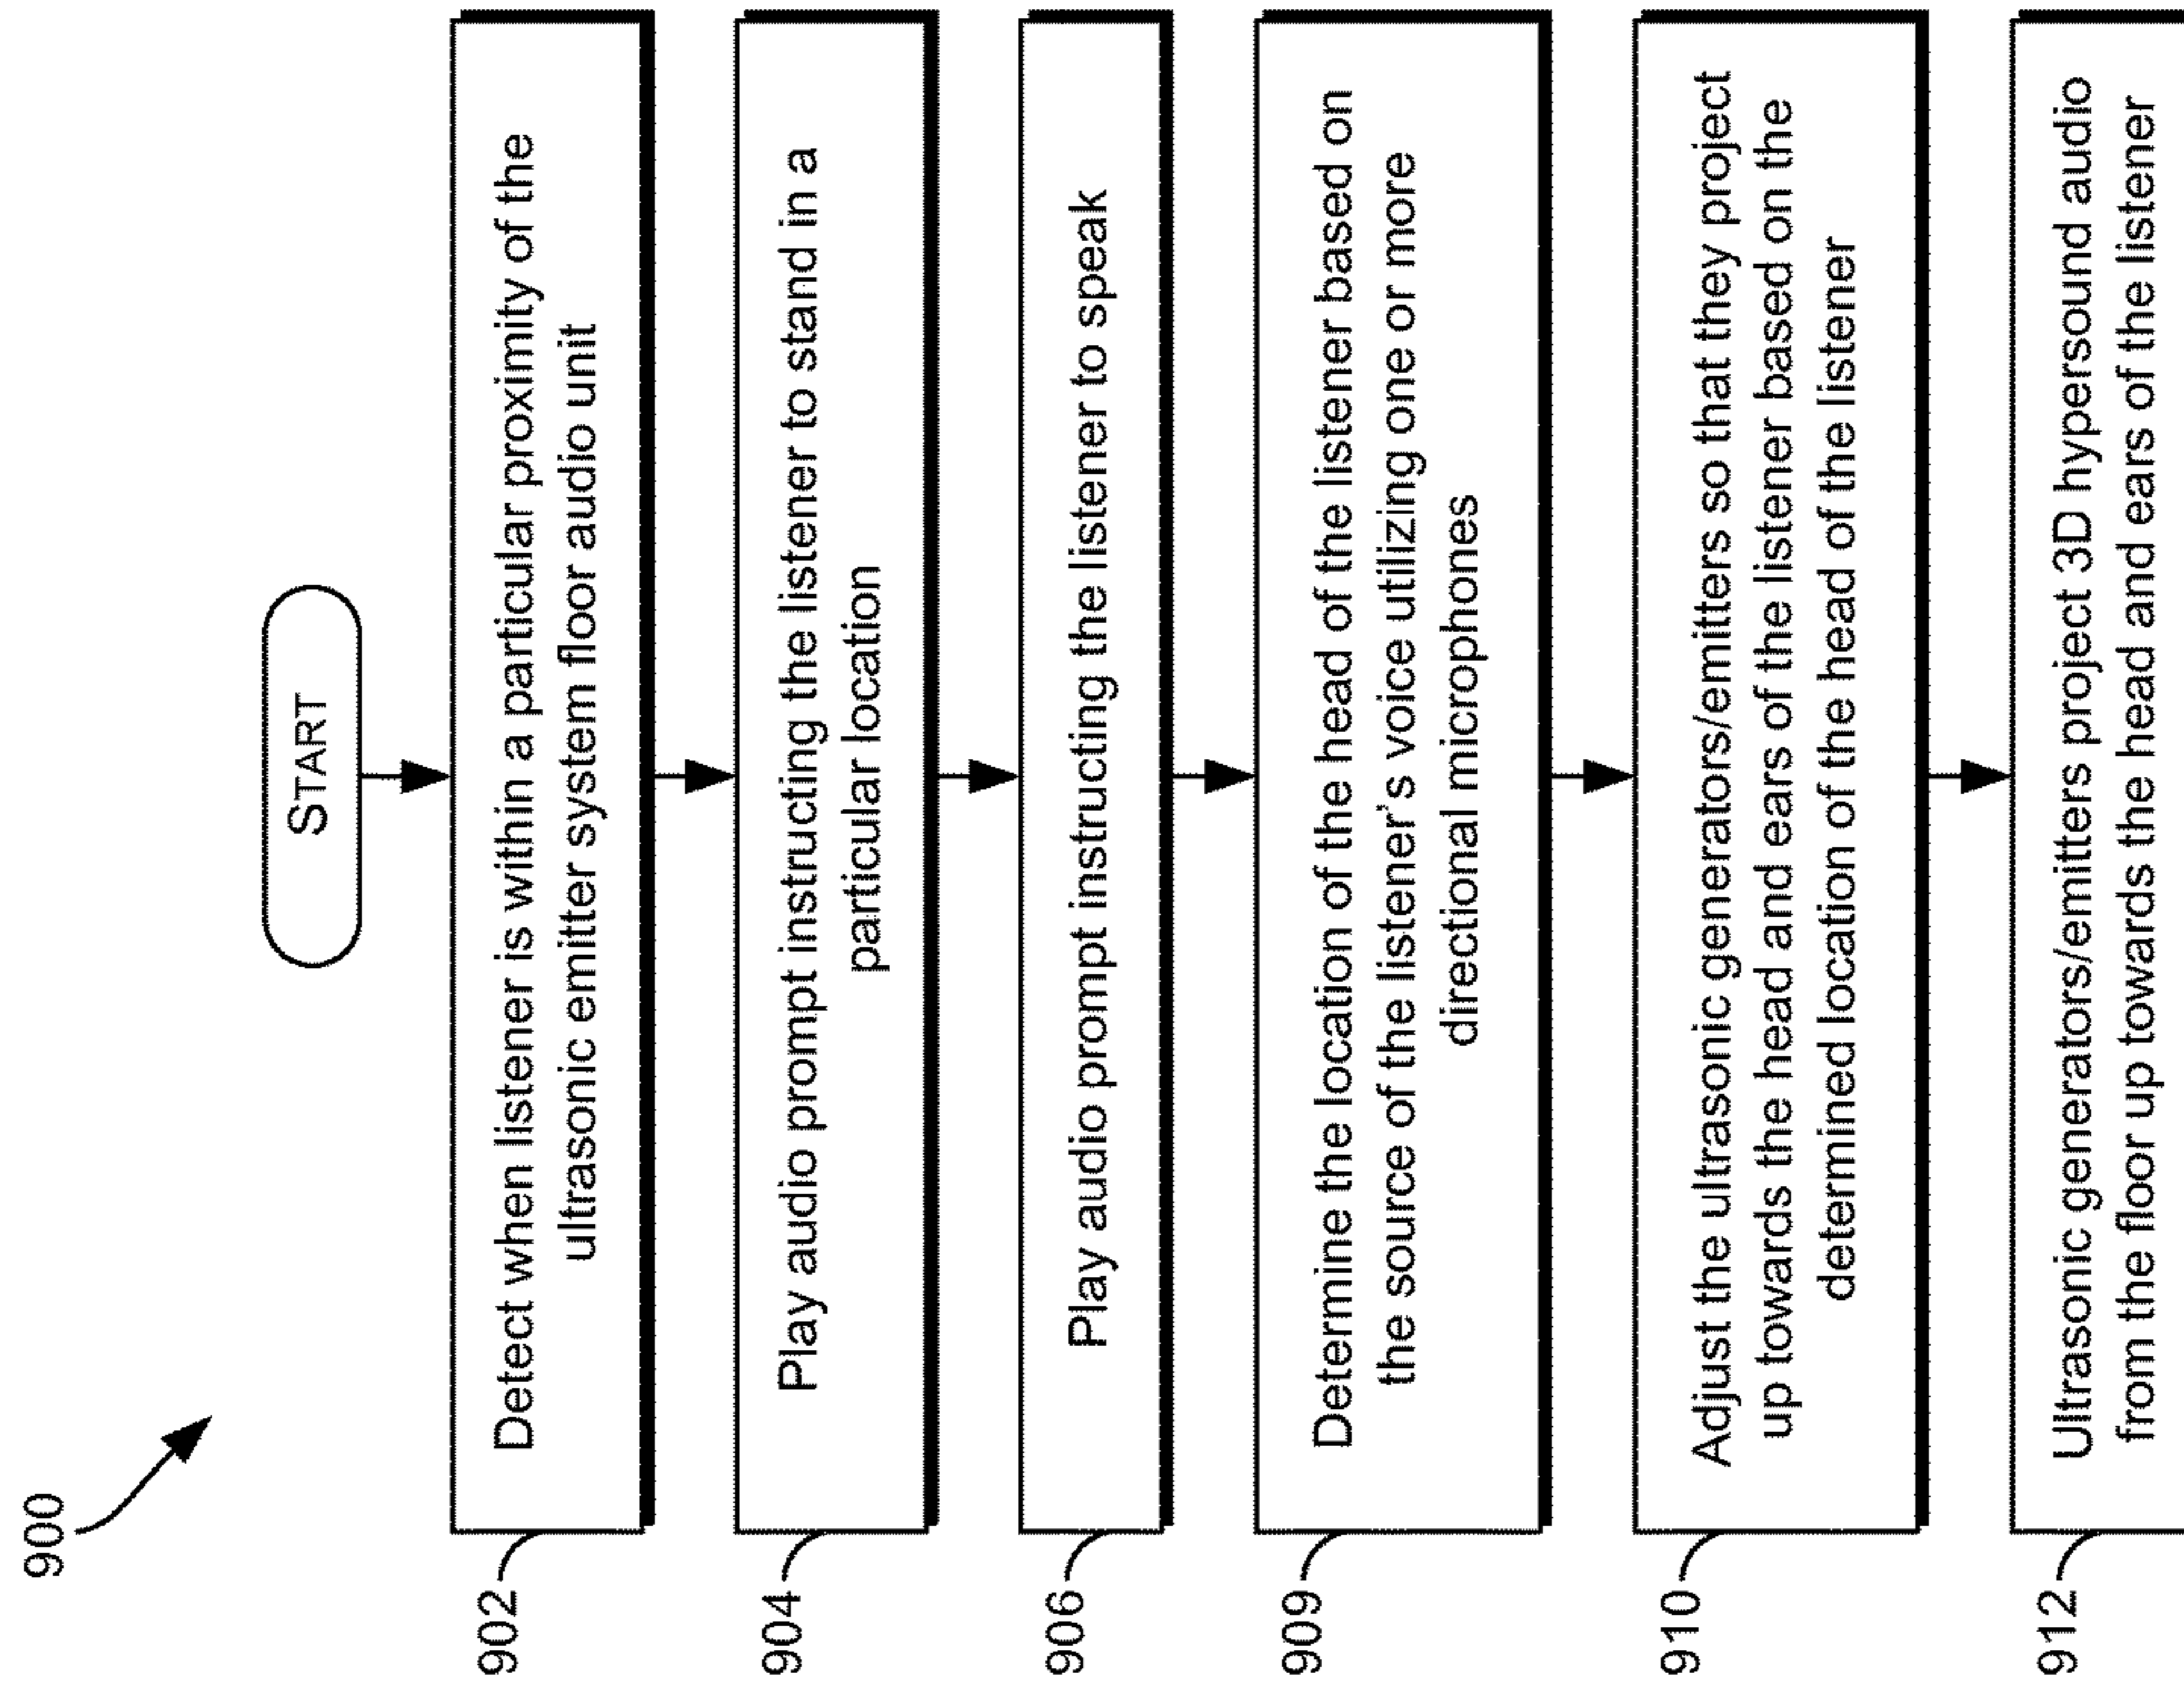 900
START
902
Detect when listener is within a particular proximity of the
ultrasonic emitter system floor audio unit
904
Play audio prompt instructing the listener to stand in a
particular location
906
Play audio prompt instructing the listener to speak
909
Determine the location of the head of the listener based on
the source of the listener's voice utilizing one or more
directional microphones
910
Adjust the ultrasonic generators/emitters so that they project
up towards the head and ears of the listener based on the
determined location of the head of the listener
912
Ultrasonic generators/emitters project 3D hypersound audio
from the floor up towards the head and ears of the listener